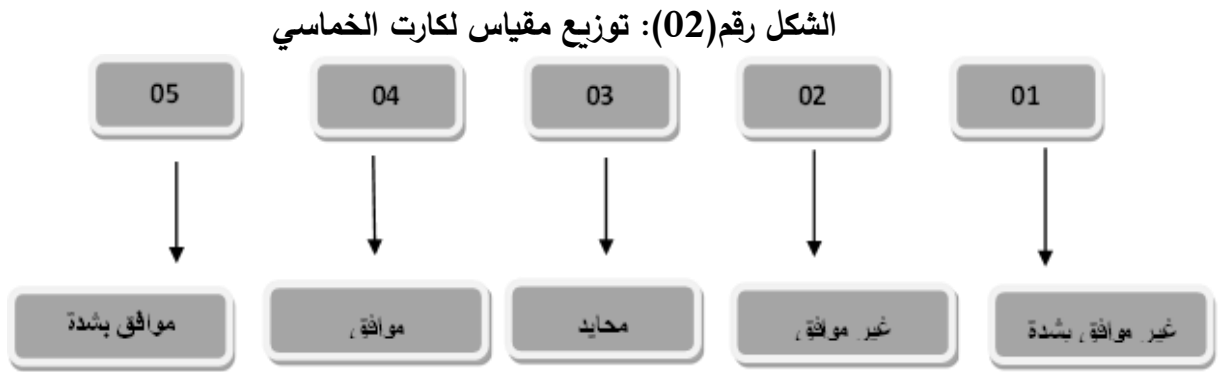 الشكل رقم(02): توزيع مقياس لكارت الخماسي
01 02 03 04 05
غير موافق بشدة غير موافق محايد موافق موافق بشدة